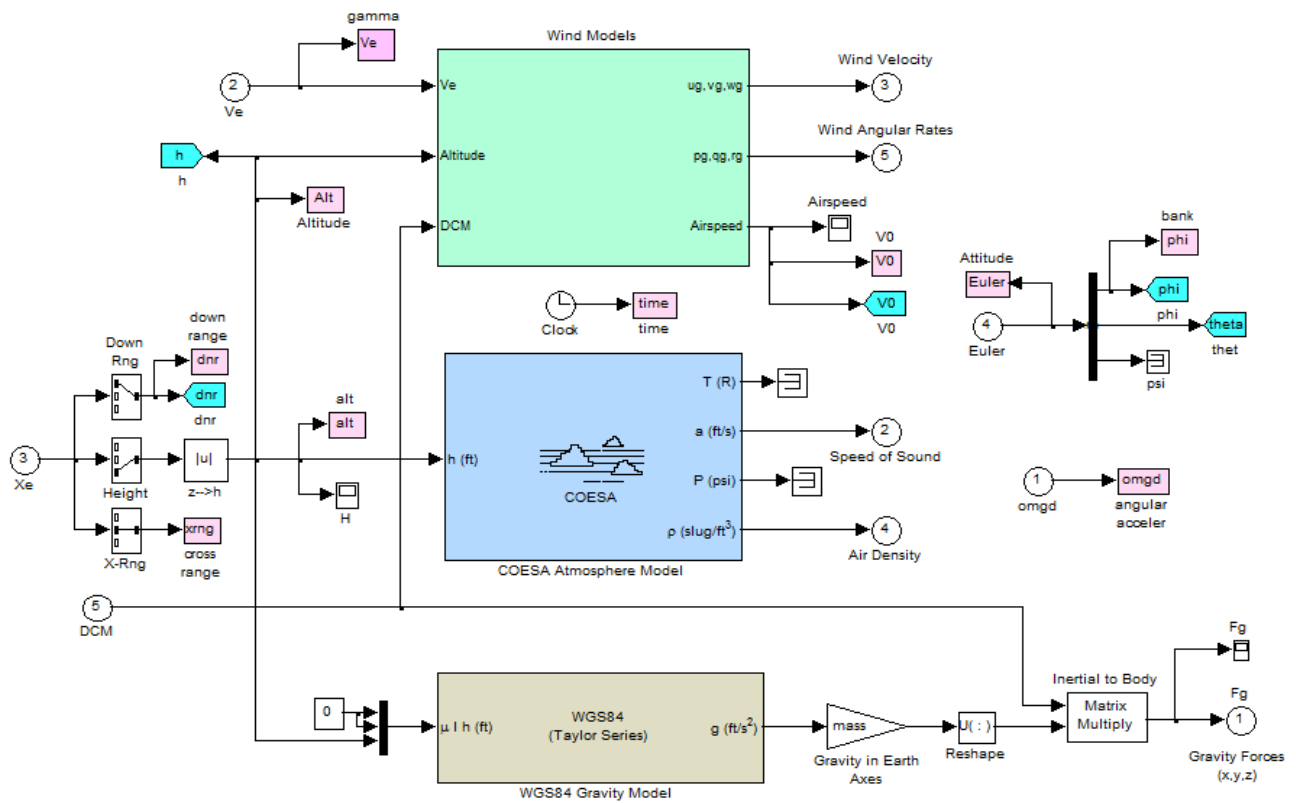 gamma
Ve
2
Ve
Wind Models
Ve
Altitude
DCM
ug,vg,wg
pg,qg,rg
Airspeed
Wind Velocity
3
Wind Angular Rates
5
h
h
Alt
Altitude
Airspeed
V0
V0
V0
V0
Clock
time
time
bank
phi
Attitude
Euler
phi
phi
4
Euler
theta
thet
psi
down
range
Down
Rng
dnr
dnr
dnr
3
Xe
Height
|u|
z-->h
X-Rng
xrng
cross
range
alt
alt
H
h (ft)
COESA
T (R)
a (ft/s)
P (psi)
ρ (slug/ft³)
COESA Atmosphere Model
2
Speed of Sound
4
Air Density
1
omgd
omgd
angular
acceler
5
DCM
0
μ l h (ft)
WGS84
(Taylor Series)
g (ft/s²)
WGS84 Gravity Model
mass
Gravity in Earth
Axes
U( : )
Reshape
Inertial to Body
Matrix
Multiply
Fg
Fg
1
Gravity Forces
(x,y,z)